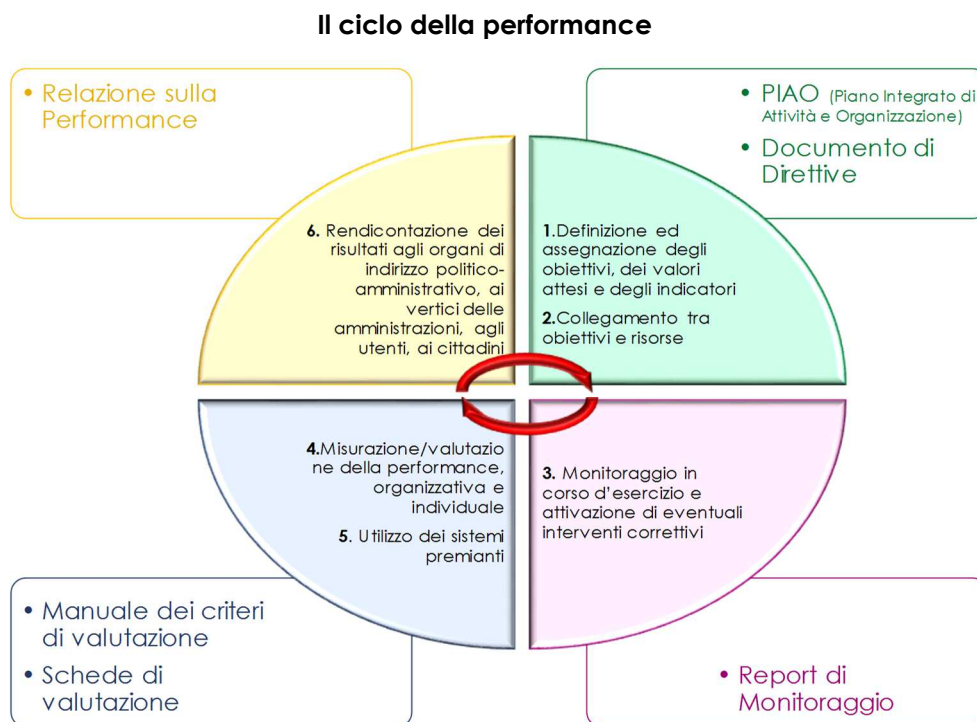 Il ciclo della performance
• Relazione sulla
Performance
• PIAO (Piano Integrato di
Attività e Organizzazione)
• Documento di
Direttive
6. Rendicontazione dei
risultati agli organi di
indirizzo politico-
amministrativo, ai
vertici delle
amministrazioni, agli
utenti, ai cittadini
1.Definizione ed
assegnazione degli
obiettivi, dei valori
attesi e degli indicatori
2.Collegamento tra
obiettivi e risorse
4.Misurazione/valutazio
ne della performance,
organizzativa e
individuale
5. Utilizzo dei sistemi
premianti
3. Monitoraggio in
corso d'esercizio e
attivazione di eventuali
interventi correttivi
• Manuale dei criteri
di valutazione
• Schede di
valutazione
• Report di
Monitoraggio